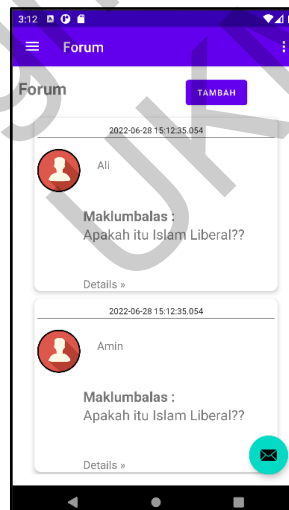 3:12
Forum
Forum
TAMBAH
2022-06-28 15:12:35.054
Ali
Maklumbalas :
Apakah itu Islam Liberal??
Details »
2022-06-28 15:12:35.054
Amin
Maklumbalas :
Apakah itu Islam Liberal??
Details »